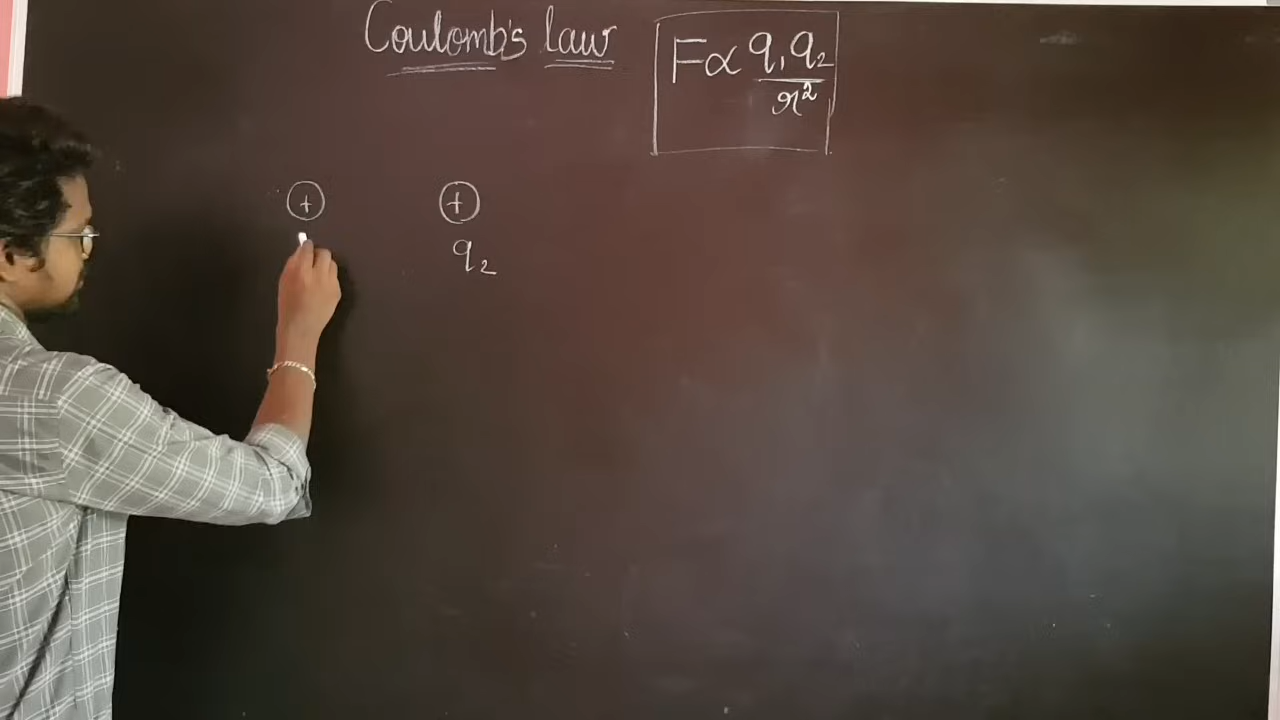 Coulomb's law
F∝ q₁q₂
r²
+ +
q₂